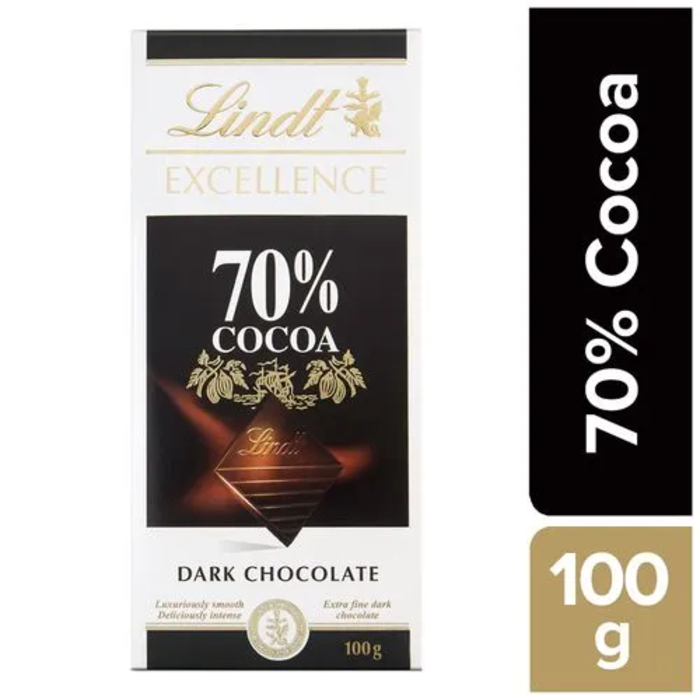 Lindt
EXCELLENCE
70%
COCOA
Lindt
DARK CHOCOLATE
Luxuriously smooth
Deliciously intense
Extra fine dark
chocolate
100g
70% Cocoa
100
g